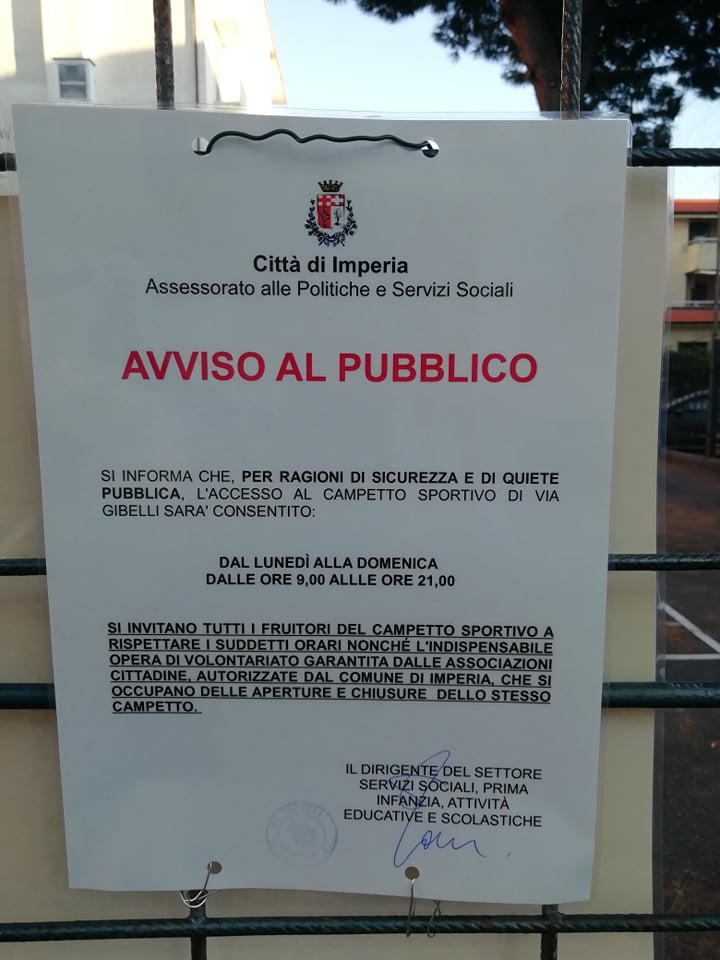 Città di Imperia
Assessorato alle Politiche e Servizi Sociali
AVVISO AL PUBBLICO
SI INFORMA CHE, PER RAGIONI DI SICUREZZA E DI QUIETE
PUBBLICA, L'ACCESSO AL CAMPETTO SPORTIVO DI VIA
GIBELLI SARA' CONSENTITO:
DAL LUNEDÌ ALLA DOMENICA
DALLE ORE 9,00 ALLLE ORE 21,00
SI INVITANO TUTTI I FRUITORI DEL CAMPETTO SPORTIVO A
RISPETTARE I SUDDETTI ORARI NONCHÉ L'INDISPENSABILE
OPERA DI VOLONTARIATO GARANTITA DALLE ASSOCIAZIONI
CITTADINE, AUTORIZZATE DAL COMUNE DI IMPERIA, CHE SI
OCCUPANO DELLE APERTURE E CHIUSURE DELLO STESSO
CAMPETTO.
IL DIRIGENTE DEL SETTORE
SERVIZI SOCIALI, PRIMA
INFANZIA, ATTIVITÀ
EDUCATIVE E SCOLASTICHE